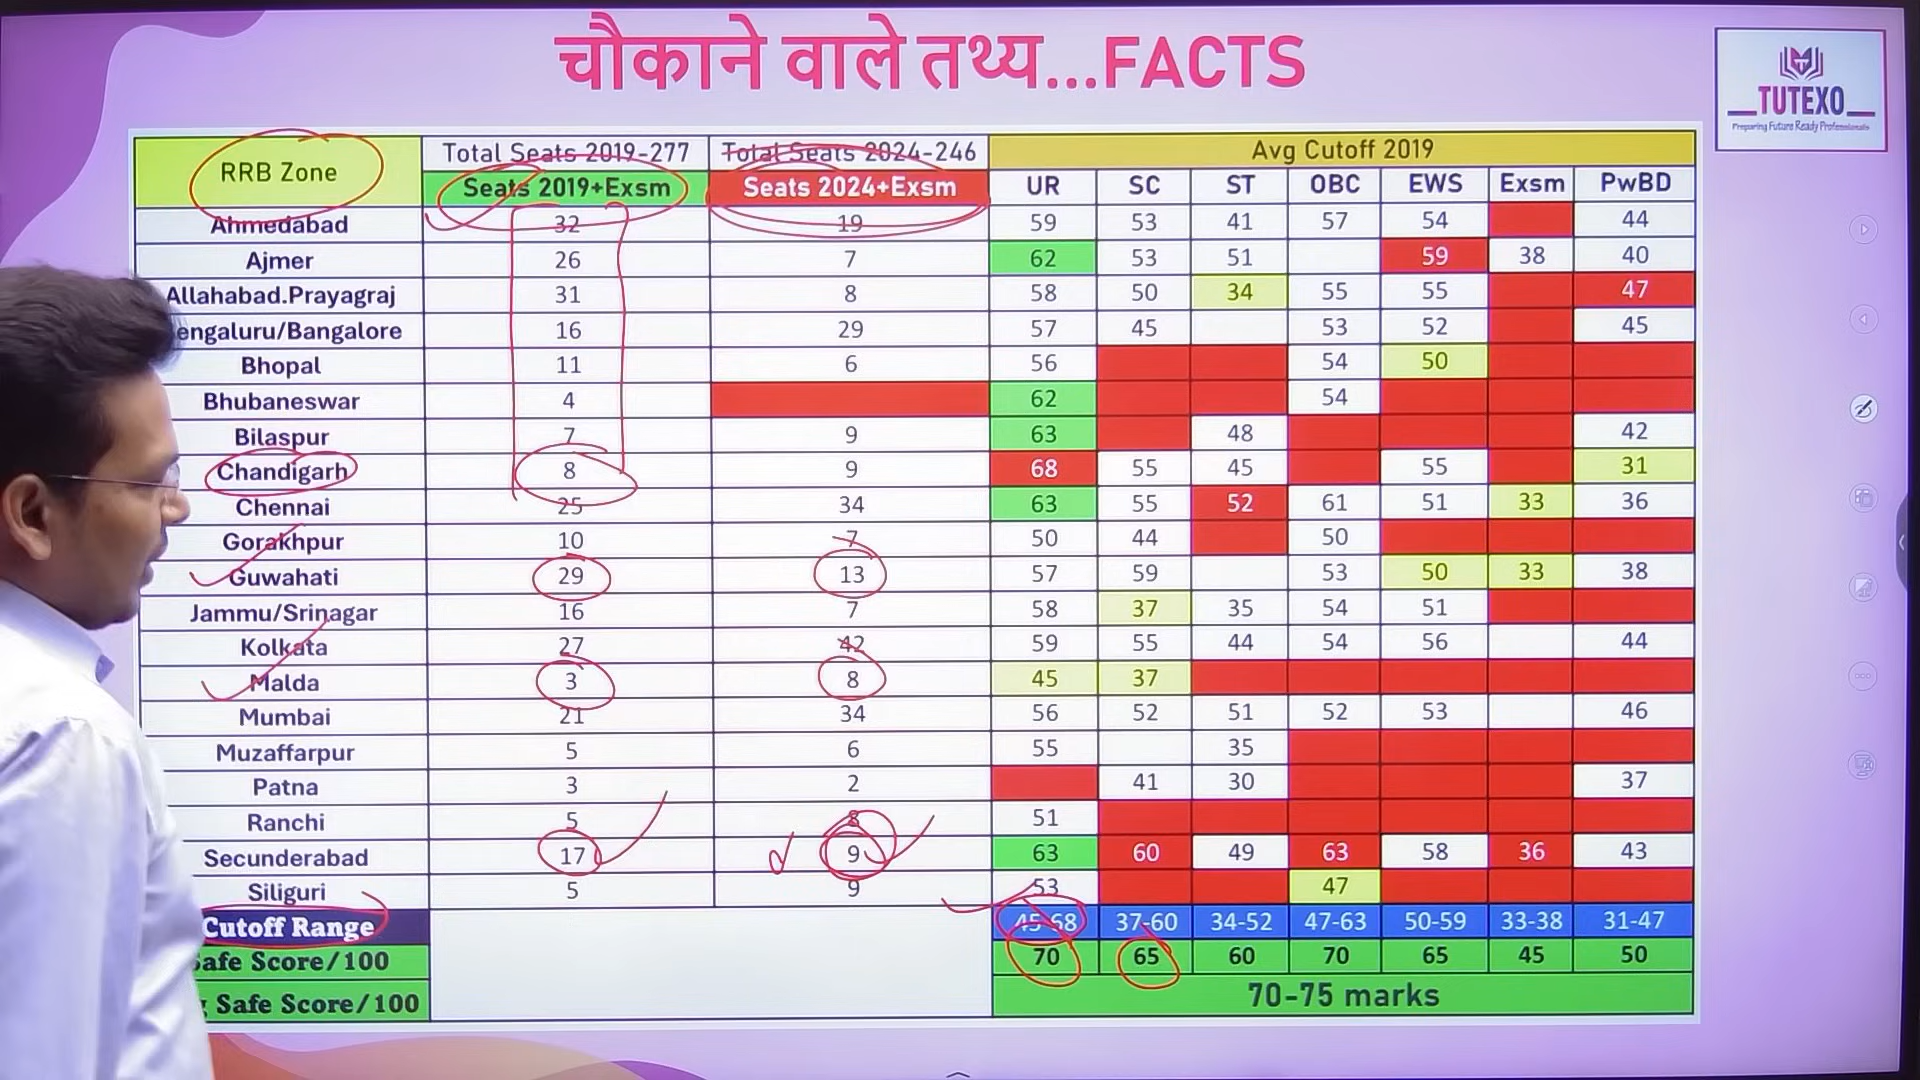 चौकाने वाले तथ्य...FACTS
TUTEXO
Preparing Future Ready Professionals
RRB Zone Total Seats 2019-277 Total Seats 2024-246 Avg Cutoff 2019
Seats 2019+Exsm Seats 2024+Exsm UR SC ST OBC EWS Exsm PwBD
Ahmedabad 32 19 59 53 41 57 54 44
Ajmer 26 7 62 53 51 59 38 40
Allahabad.Prayagraj 31 8 58 50 34 55 55 47
engaluru/Bangalore 16 29 57 45 53 52 45
Bhopal 11 6 56 54 50
Bhubaneswar 4 62 54
Bilaspur 7 9 63 48 42
Chandigarh 8 9 68 55 45 55 31
Chennai 25 34 63 55 52 61 51 33 36
Gorakhpur 10 7 50 44 50
Guwahati 29 13 57 59 53 50 33 38
Jammu/Srinagar 16 7 58 37 35 54 51
Kolkata 27 42 59 55 44 54 56 44
Malda 3 8 45 37
Mumbai 21 34 56 52 51 52 53 46
Muzaffarpur 5 6 55 35
Patna 3 2 41 30 37
Ranchi 5 8 51
Secunderabad 17 9 63 60 49 63 58 36 43
Siliguri 5 9 53 47
Cutoff Range 45-68 37-60 34-52 47-63 50-59 33-38 31-47
afe Score/100 70 65 60 70 65 45 50
Safe Score/100 70-75 marks